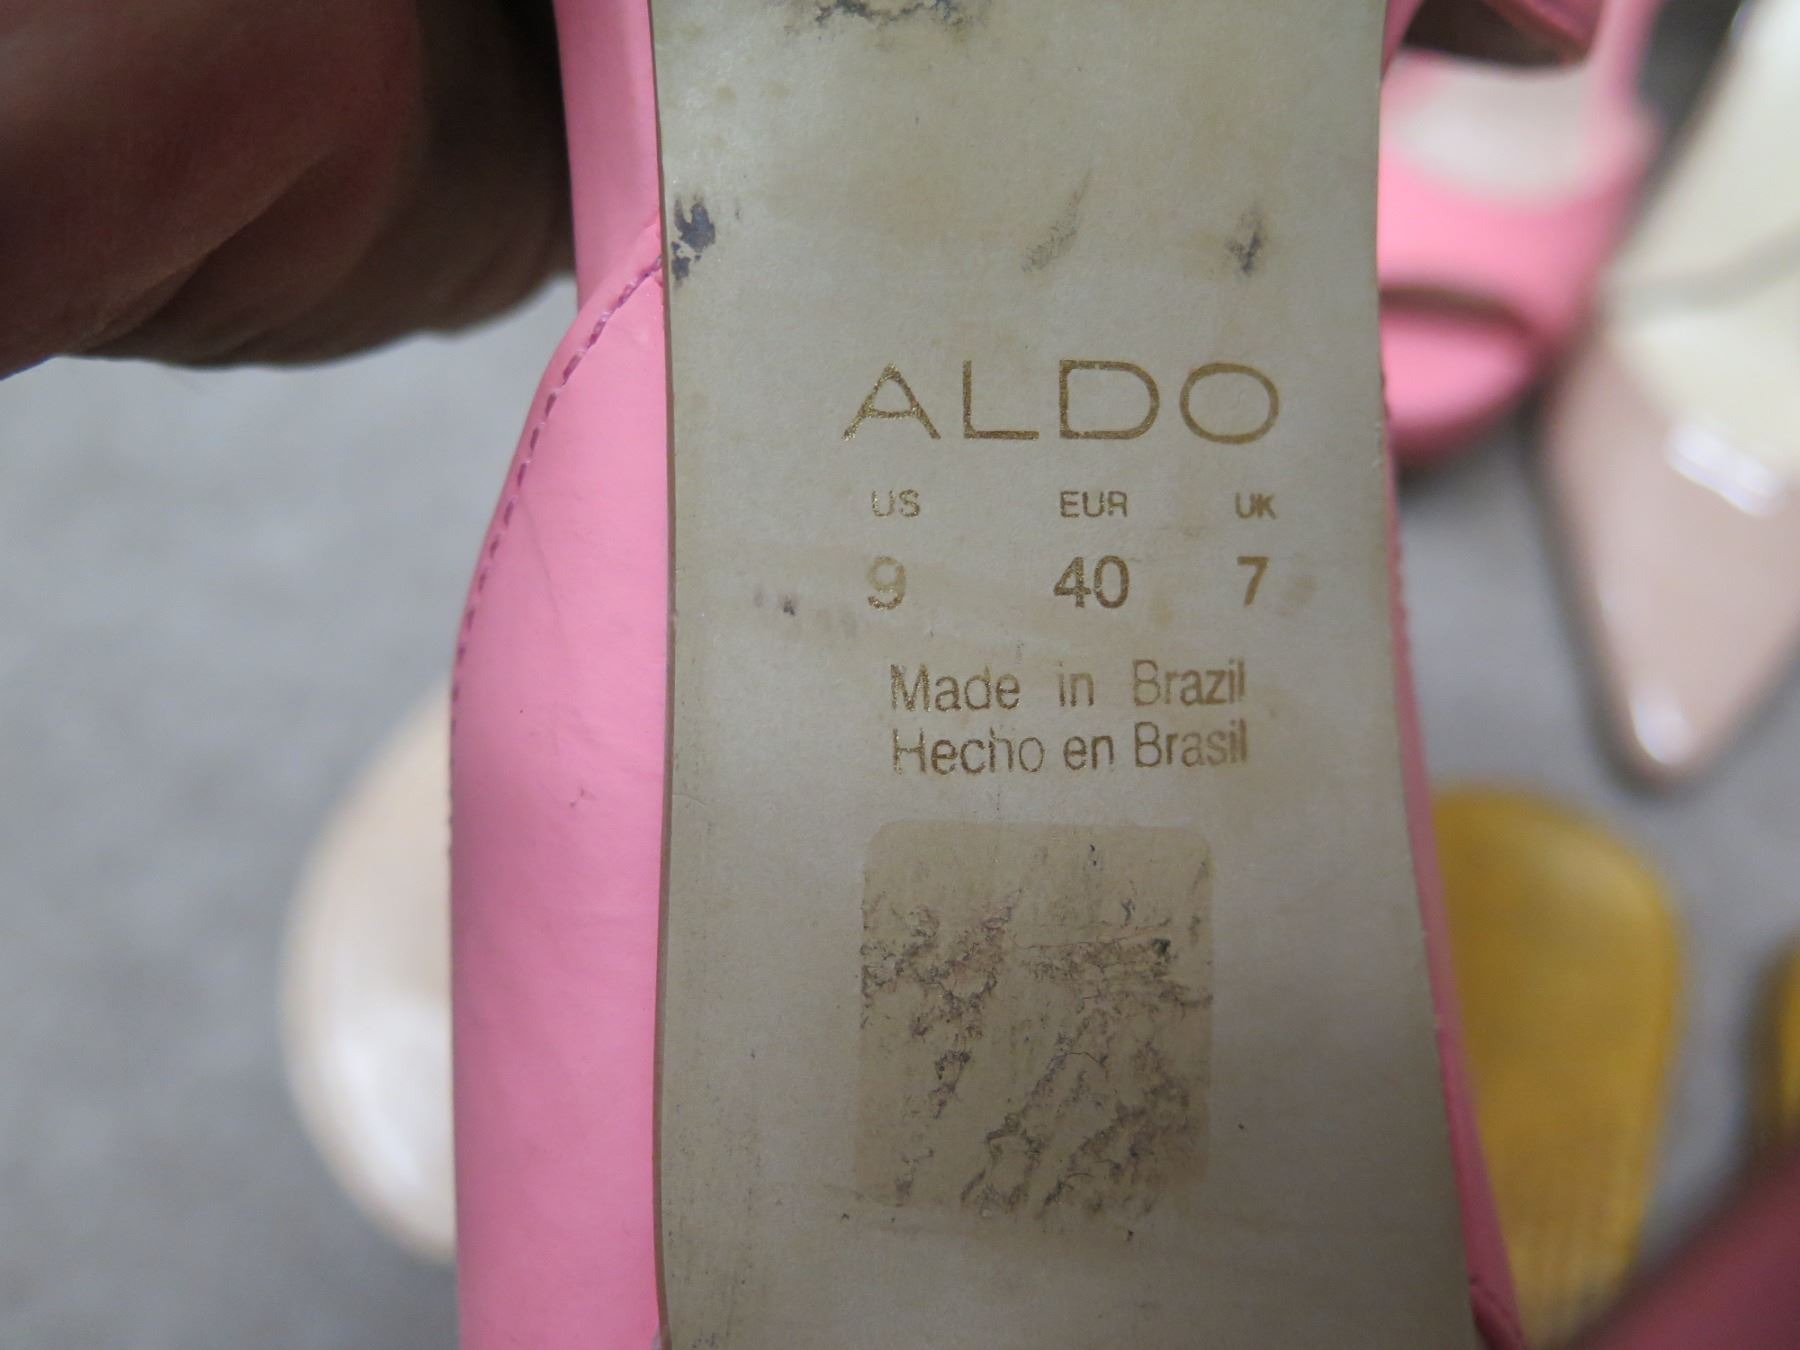 ALDO
US EUR UK
9 40 7
Made in Brazil
Hecho en Brasil